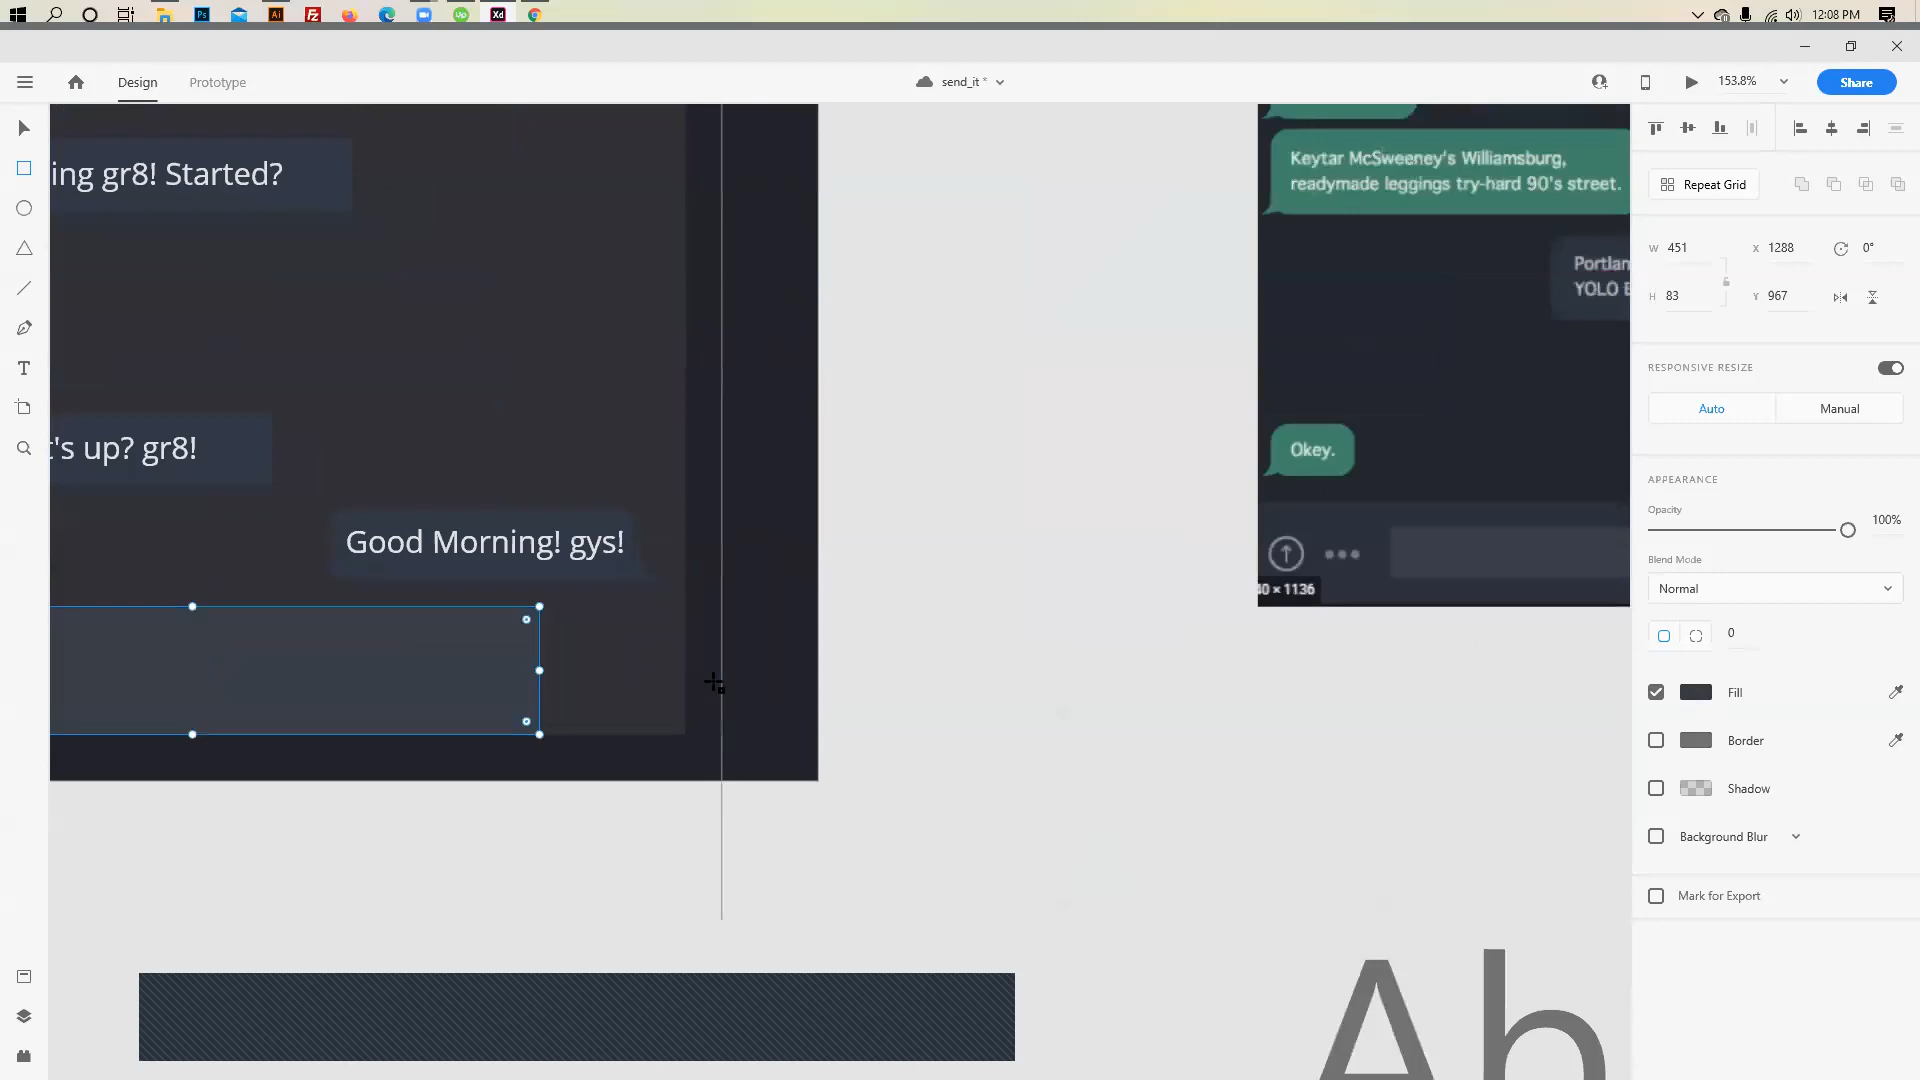 12:08 PM
Design
Prototype
send_it *
153.8%
Share
ing gr8! Started?
Keytar McSweeney's Williamsburg,
readymade leggings try-hard 90's street.
Portlan
YOLO
Repeat Grid
W 451
X 1288
0°
H 83
Y 967
RESPONSIVE RESIZE
Auto
Manual
's up? gr8!
Okey.
APPEARANCE
Opacity
100%
Good Morning! gys!
Blend Mode
Normal
0 × 1136
0
Fill
Border
Shadow
Background Blur
Mark for Export
Ab